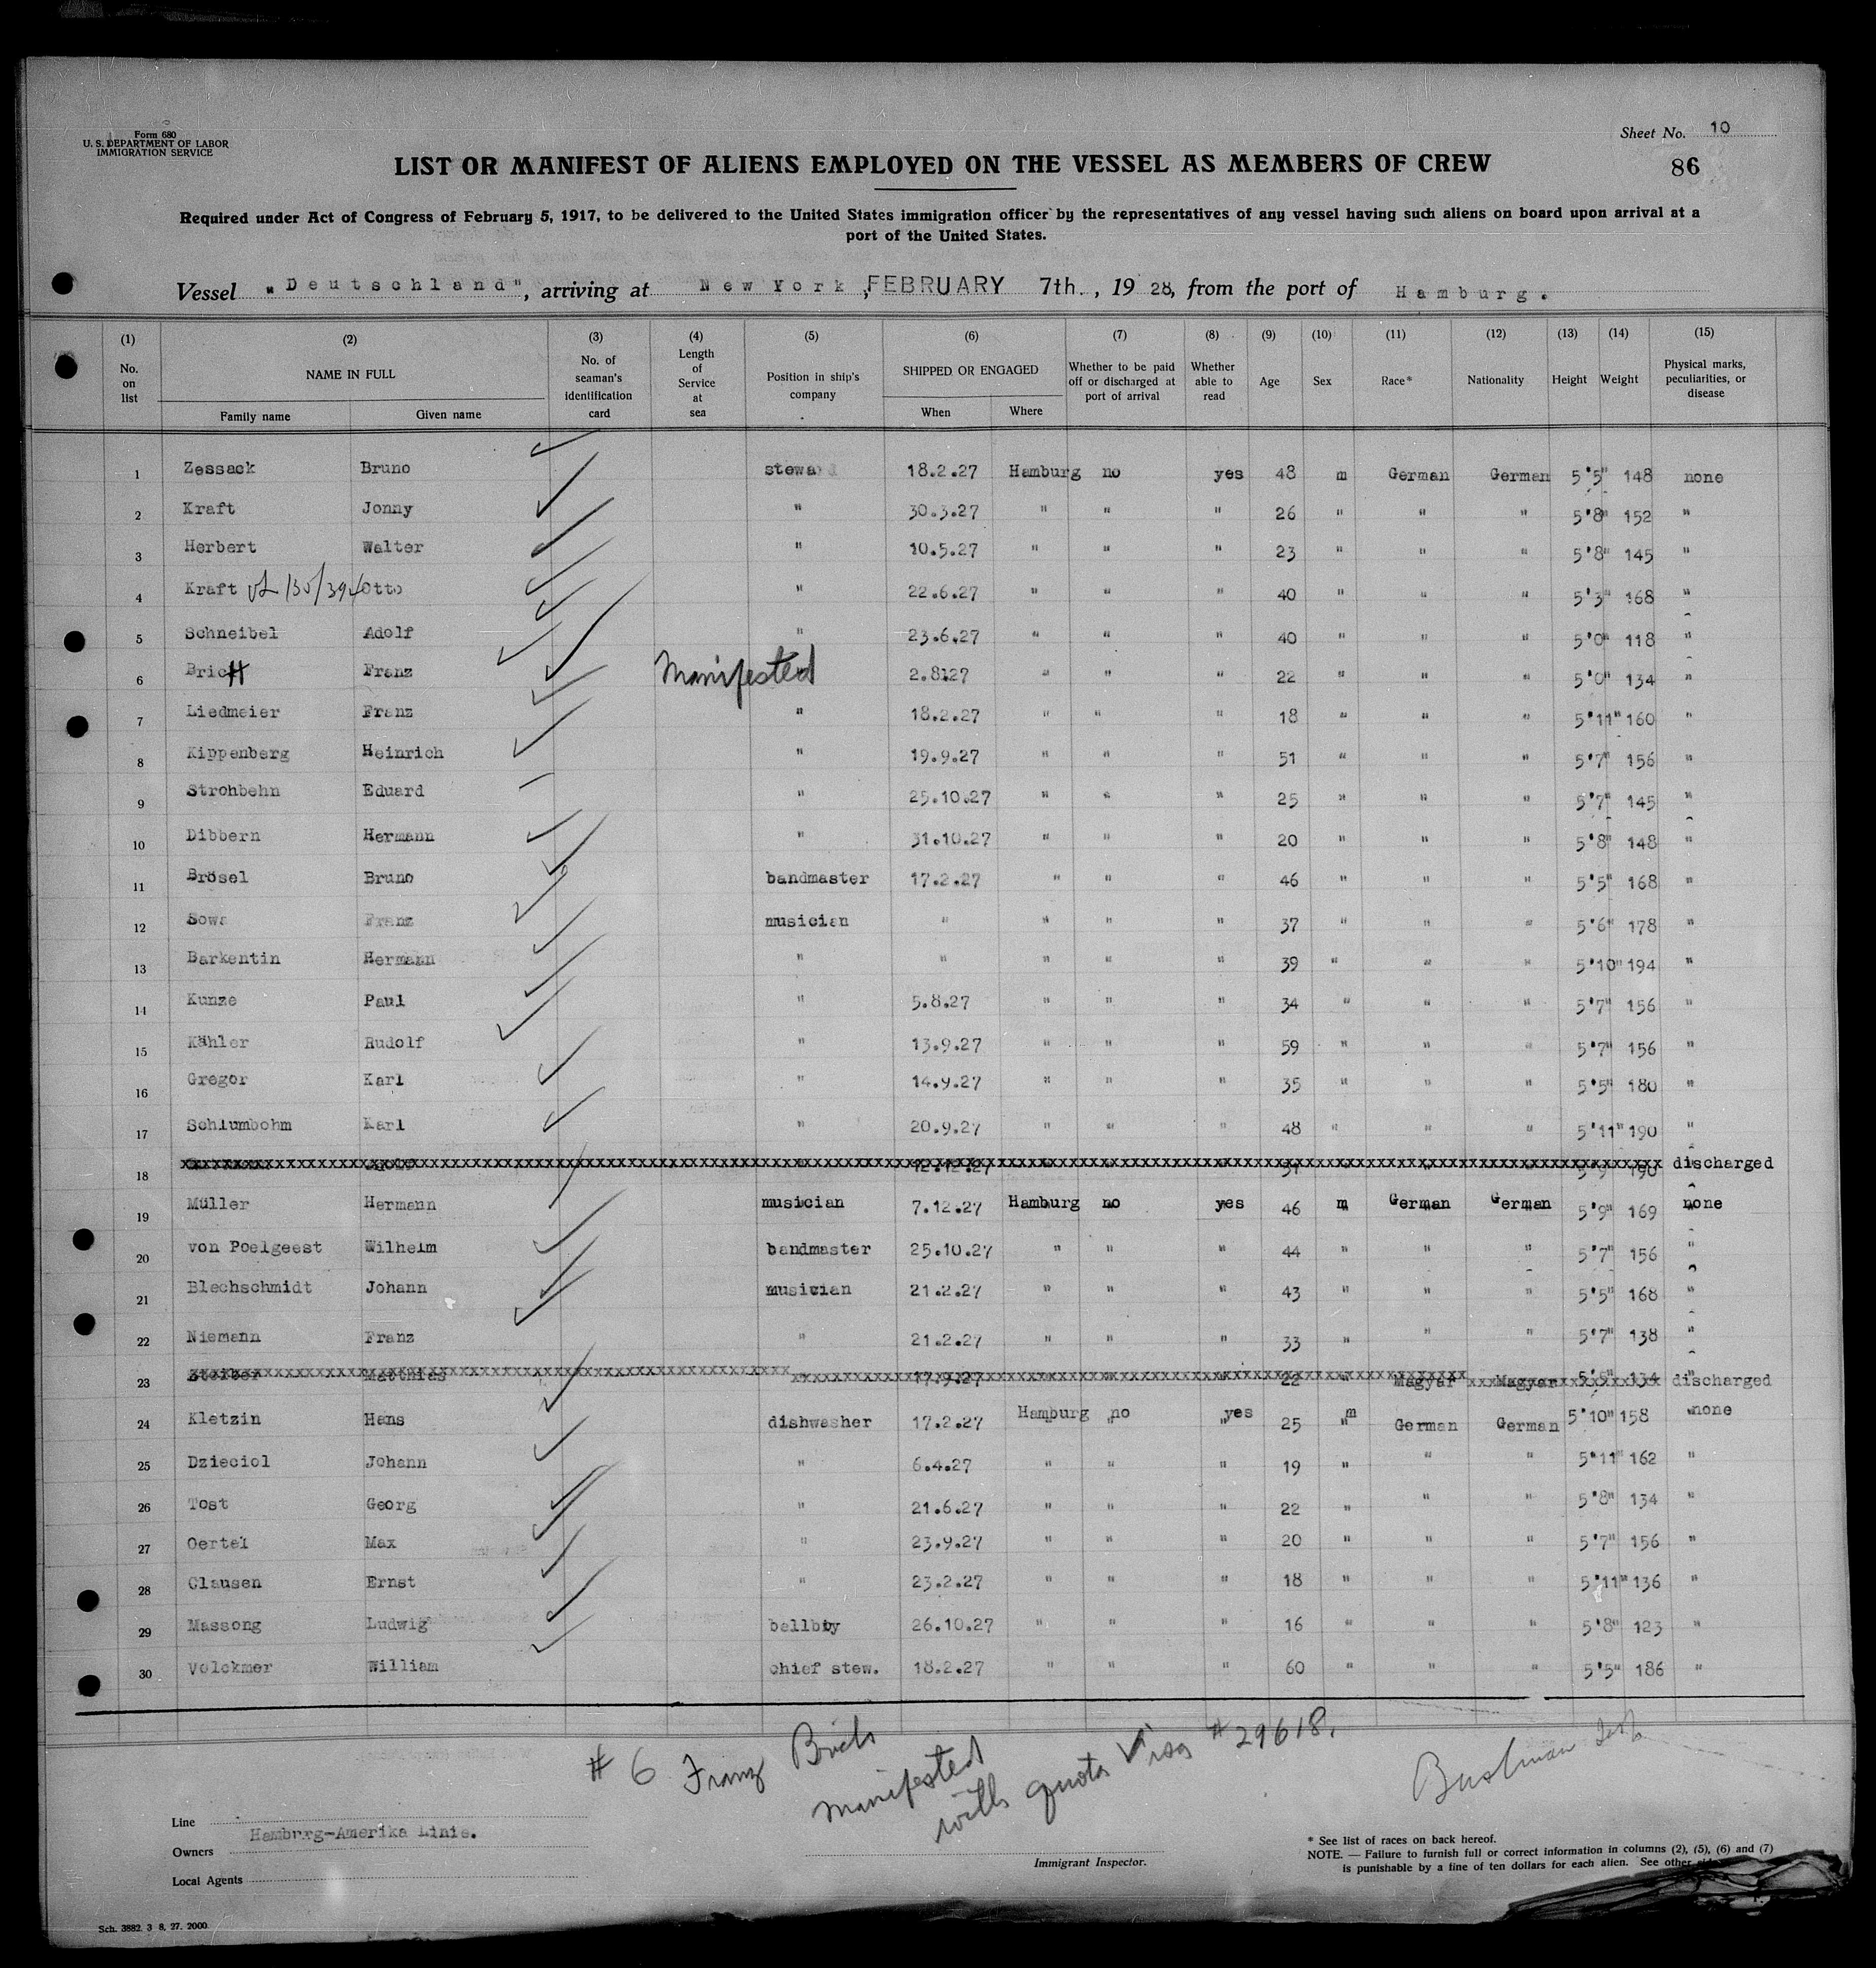 Form 680
U. S. DEPARTMENT OF LABOR
IMMIGRATION SERVICE
Sheet No. 10
86
LIST OR MANIFEST OF ALIENS EMPLOYED ON THE VESSEL AS MEMBERS OF CREW
Required under Act of Congress of February 5, 1917, to be delivered to the United States immigration officer by the representatives of any vessel having such aliens on board upon arrival at a
port of the United States.
Vessel "Deutschland", arriving at New York, FEBRUARY 7th., 1928, from the port of Hamburg.
(1) (2) (3) (4) (5) (6) (7) (8) (9) (10) (11) (12) (13) (14) (15)
No. on list NAME IN FULL Family name Given name No. of seaman's identification card Length of Service at sea Position in ship's company SHIPPED OR ENGAGED When Where Whether to be paid off or discharged at port of arrival Whether able to read Age Sex Race* Nationality Height Weight Physical marks, peculiarities, or disease
1 Zessack Bruno steward 18.2.27 Hamburg no yes 48 m German German 5'5" 148 none
2 Kraft Jonny " 30.3.27 " " " 26 " " " 5'8" 152 "
3 Herbert Walter " 10.5.27 " " " 23 " " " 5'8" 145 "
4 Kraft Otto " 22.6.27 " " " 40 " " " 5'3" 168 "
5 Schneibel Adolf " 23.6.27 " " " 40 " " " 5'0" 118 "
6 Franz Manifested 2.8.27 " " " 22 " " " 5'0" 134 "
7 Liedmeier Franz " 18.2.27 " " " 18 " " " 5'11" 160 "
8 Kippenberg Heinrich " 19.9.27 " " " 51 " " " 5'7" 156 "
9 Strohbehn Eduard " 25.10.27 " " " 25 " " " 5'7" 145 "
10 Dibbern Hermann " 31.10.27 " " " 20 " " " 5'8" 148 "
11 Brösel Bruno bandmaster 17.2.27 " " " 46 " " " 5'5" 168 "
12 Sowa Franz musician " " " " 37 " " " 5'6" 178 "
13 Barkentin Hermann " " " " " 39 " " " 5'10" 194 "
14 Kunze Paul " 5.8.27 " " " 34 " " " 5'7" 156 "
15 Kähler Rudolf " 13.9.27 " " " 59 " " " 5'7" 156 "
16 Gregor Karl " 14.9.27 " " " 35 " " " 5'5" 180 "
17 Schlumbohm Karl " 20.9.27 " " " 48 " " " 5'11" 190 "
18 discharged
19 Müller Hermann musician 7.12.27 Hamburg no yes 46 m German German 5'9" 169 none
20 von Poelgeest Wilhelm bandmaster 25.10.27 " " " 44 " " " 5'7" 156 "
21 Blechschmidt Johann musician 21.2.27 " " " 43 " " " 5'5" 168 "
22 Niemann Franz " 21.2.27 " " " 33 " " " 5'7" 138 "
23 Matthias 17.9.27 22 " Magyar Magyar 134 discharged
24 Kletzin Hans dishwasher 17.2.27 Hamburg no yes 25 m German German 5'10" 158 none
25 Dzieciol Johann " 6.4.27 " " " 19 " " " 5'11" 162 "
26 Tost Georg " 21.6.27 " " " 22 " " " 5'8" 134 "
27 Oertel Max " 23.9.27 " " " 20 " " " 5'7" 156 "
28 Clausen Ernst " 23.2.27 " " " 18 " " " 5'11" 136 "
29 Massong Ludwig bellboy 26.10.27 " " " 16 " " " 5'8" 123 "
30 Volckmer William chief stew. 18.2.27 " " " 60 " " " 5'5" 186 "
# 6 Franz
manifested
with quota Visa # 29618.
Line
Hamburg-Amerika Linie.
Owners
Local Agents
Immigrant Inspector.
* See list of races on back hereof.
NOTE. — Failure to furnish full or correct information in columns (2), (5), (6) and (7)
is punishable by a fine of ten dollars for each alien. See other
Sch. 3882. 3 8. 27. 2000